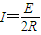 I = E / 2R